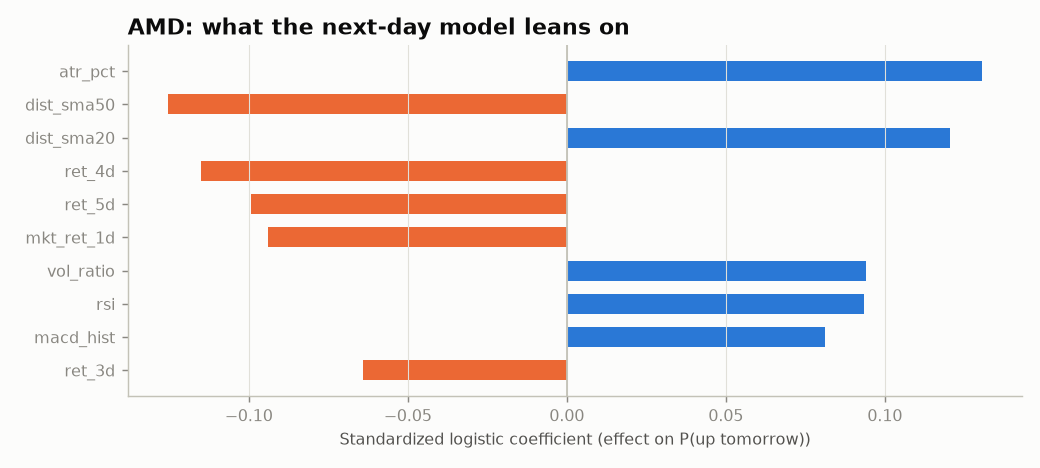 AMD: what the next-day model leans on
atr_pct
dist_sma50
dist_sma20
ret_4d
ret_5d
mkt_ret_1d
vol_ratio
rsi
macd_hist
ret_3d
−0.10 −0.05 0.00 0.05 0.10
Standardized logistic coefficient (effect on P(up tomorrow))